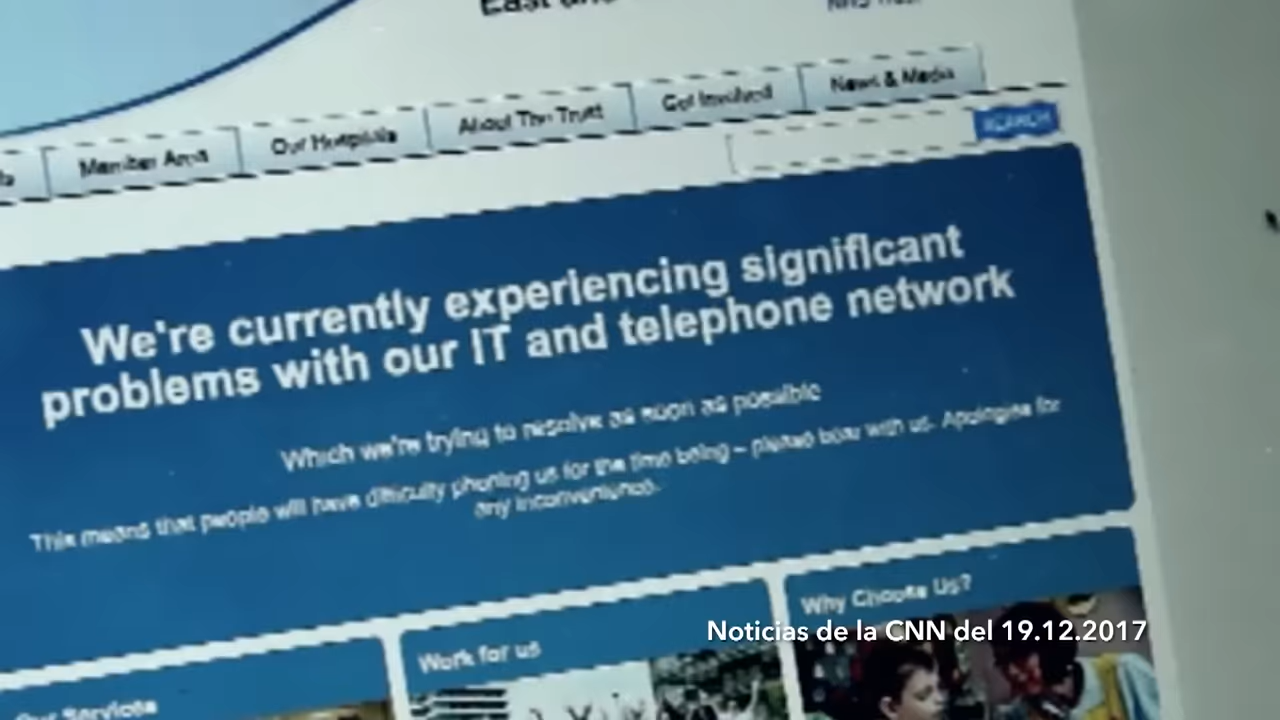 East and
NHS Trust
Member Area
Our Hospitals
About The Trust
Get Involved
News & Media
SEARCH
We're currently experiencing significant
problems with our IT and telephone network
Which we're trying to resolve as soon as possible
This means that people will have difficulty phoning us for the time being – please bear with us. Apologies for
any inconvenience.
Why Choose Us?
Noticias de la CNN del 19.12.2017
Work for us
Our Services